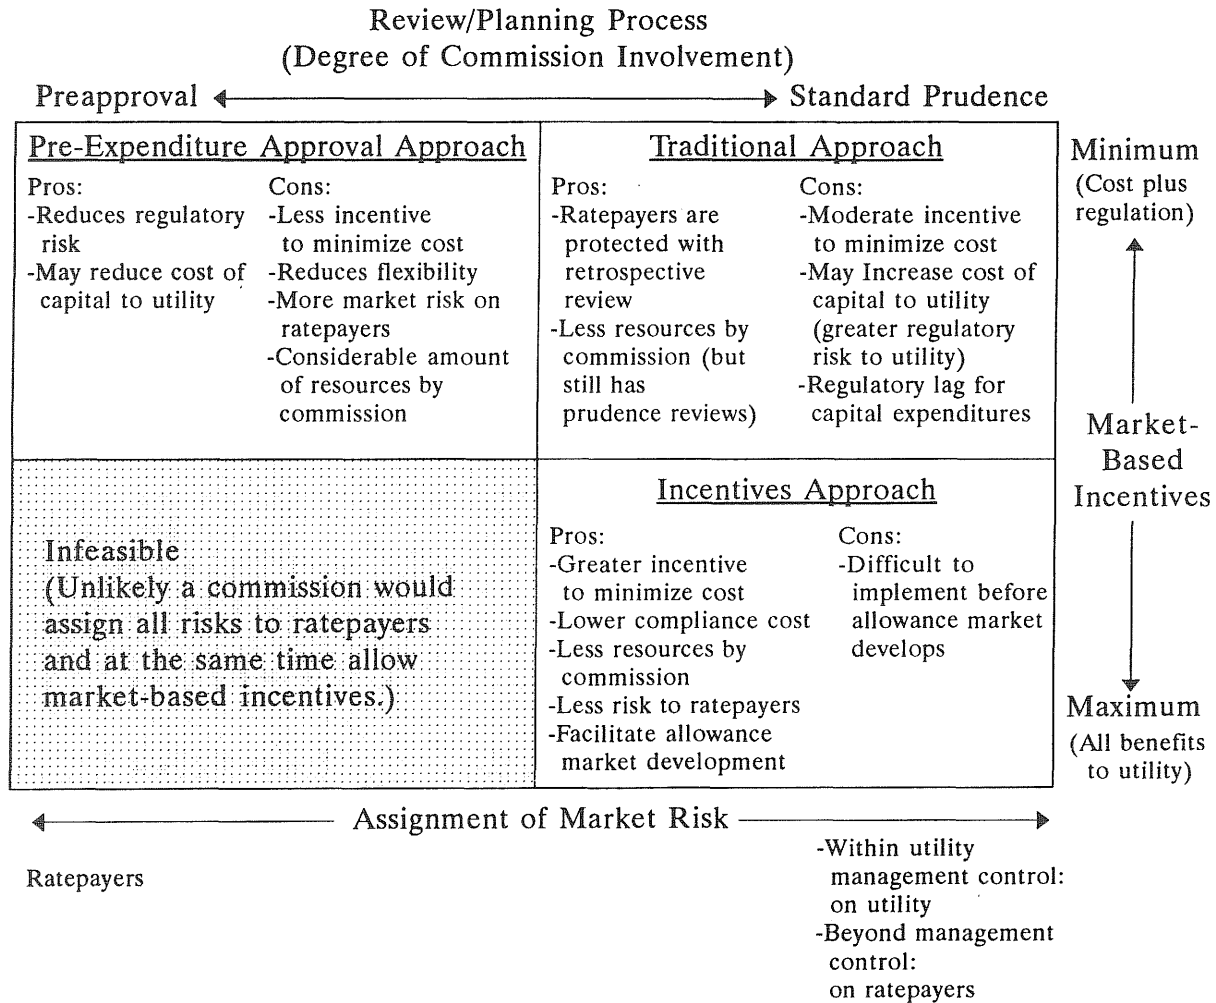 Review/Planning Process
(Degree of Commission Involvement)
Preapproval
Standard Prudence
Pre-Expenditure Approval Approach
Pros:
-Reduces regulatory
risk
-May reduce cost of
capital to utility
Cons:
-Less incentive
to minimize cost
-Reduces flexibility
-More market risk on
ratepayers
-Considerable amount
of resources by
commission
Traditional Approach
Pros:
-Ratepayers are
protected with
retrospective
review
-Less resources by
commission (but
still has
prudence reviews)
Cons:
-Moderate incentive
to minimize cost
-May Increase cost of
capital to utility
(greater regulatory
risk to utility)
-Regulatory lag for
capital expenditures
Minimum
(Cost plus
regulation)
Market-
Based
Incentives
Maximum
(All benefits
to utility)
Infeasible
(Unlikely a commission would
assign all risks to ratepayers
and at the same time allow
market-based incentives.)
Incentives Approach
Pros:
-Greater incentive
to minimize cost
-Lower compliance cost
-Less resources by
commission
-Less risk to ratepayers
-Facilitate allowance
market development
Cons:
-Difficult to
implement before
allowance market
develops
Assignment of Market Risk
Ratepayers
-Within utility
management control:
on utility
-Beyond management
control:
on ratepayers